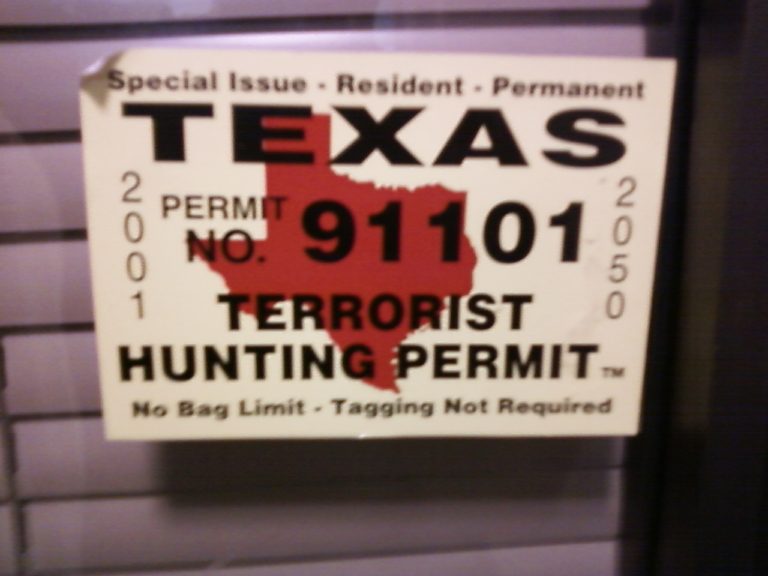 Special Issue - Resident - Permanent
TEXAS
2001
PERMIT NO. 91101
2050
TERRORIST
HUNTING PERMIT™
No Bag Limit - Tagging Not Required